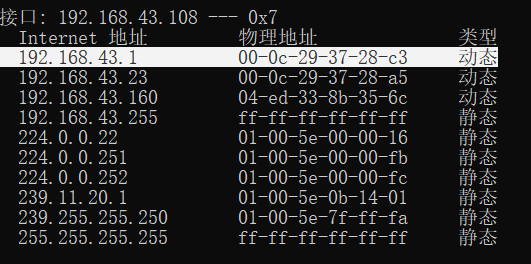 接口: 192.168.43.108 --- 0x7
Internet 地址 物理地址 类型
192.168.43.1 00-0c-29-37-28-c3 动态
192.168.43.23 00-0c-29-37-28-a5 动态
192.168.43.160 04-ed-33-8b-35-6c 动态
192.168.43.255 ff-ff-ff-ff-ff-ff 静态
224.0.0.22 01-00-5e-00-00-16 静态
224.0.0.251 01-00-5e-00-00-fb 静态
224.0.0.252 01-00-5e-00-00-fc 静态
239.11.20.1 01-00-5e-0b-14-01 静态
239.255.255.250 01-00-5e-7f-ff-fa 静态
255.255.255.255 ff-ff-ff-ff-ff-ff 静态